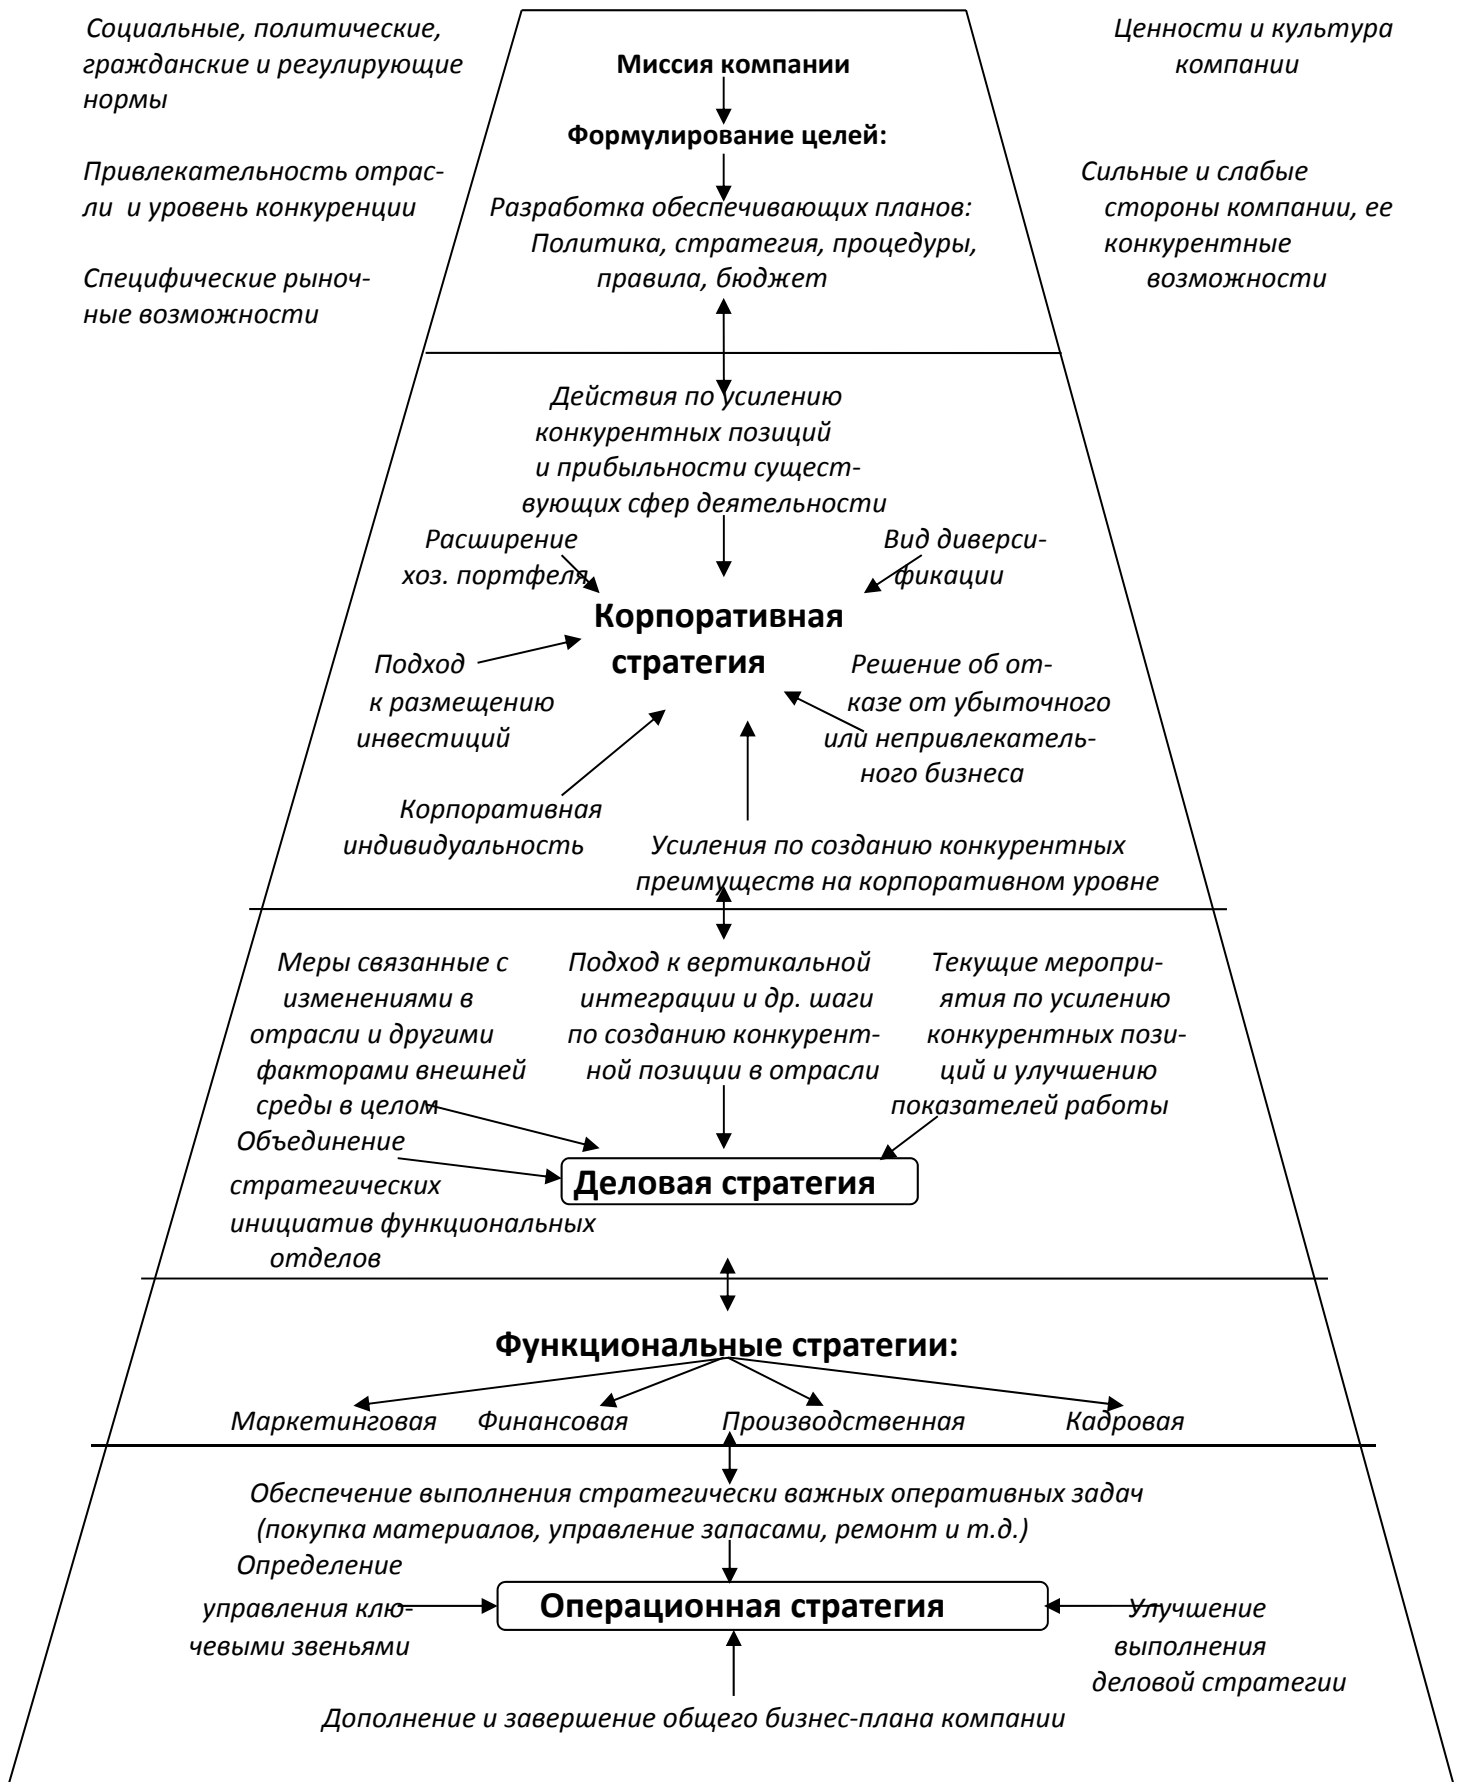 Социальные, политические,
гражданские и регулирующие
нормы
Привлекательность отрас-
ли и уровень конкуренции
Специфические рыноч-
ные возможности
Миссия компании
Формулирование целей:
Разработка обеспечивающих планов:
Политика, стратегия, процедуры,
правила, бюджет
Ценности и культура
компании
Сильные и слабые
стороны компании, ее
конкурентные
возможности
Действия по усилению
конкурентных позиций
и прибыльности сущест-
вующих сфер деятельности
Расширение
хоз. портфеля
Вид диверси-
фикации
Корпоративная
стратегия
Подход
к размещению
инвестиций
Решение об от-
казе от убыточного
или непривлекатель-
ного бизнеса
Корпоративная
индивидуальность
Усиления по созданию конкурентных
преимуществ на корпоративном уровне
Меры связанные с
изменениями в
отрасли и другими
факторами внешней
среды в целом
Подход к вертикальной
интеграции и др. шаги
по созданию конкурент-
ной позиции в отрасли
Текущие меропри-
ятия по усилению
конкурентных пози-
ций и улучшению
показателей работы
Объединение
стратегических
инициатив функциональных
отделов
Деловая стратегия
Функциональные стратегии:
Маркетинговая Финансовая Производственная Кадровая
Обеспечение выполнения стратегически важных оперативных задач
(покупка материалов, управление запасами, ремонт и т.д.)
Определение
управления клю-
чевыми звеньями
Операционная стратегия
Улучшение
выполнения
деловой стратегии
Дополнение и завершение общего бизнес-плана компании